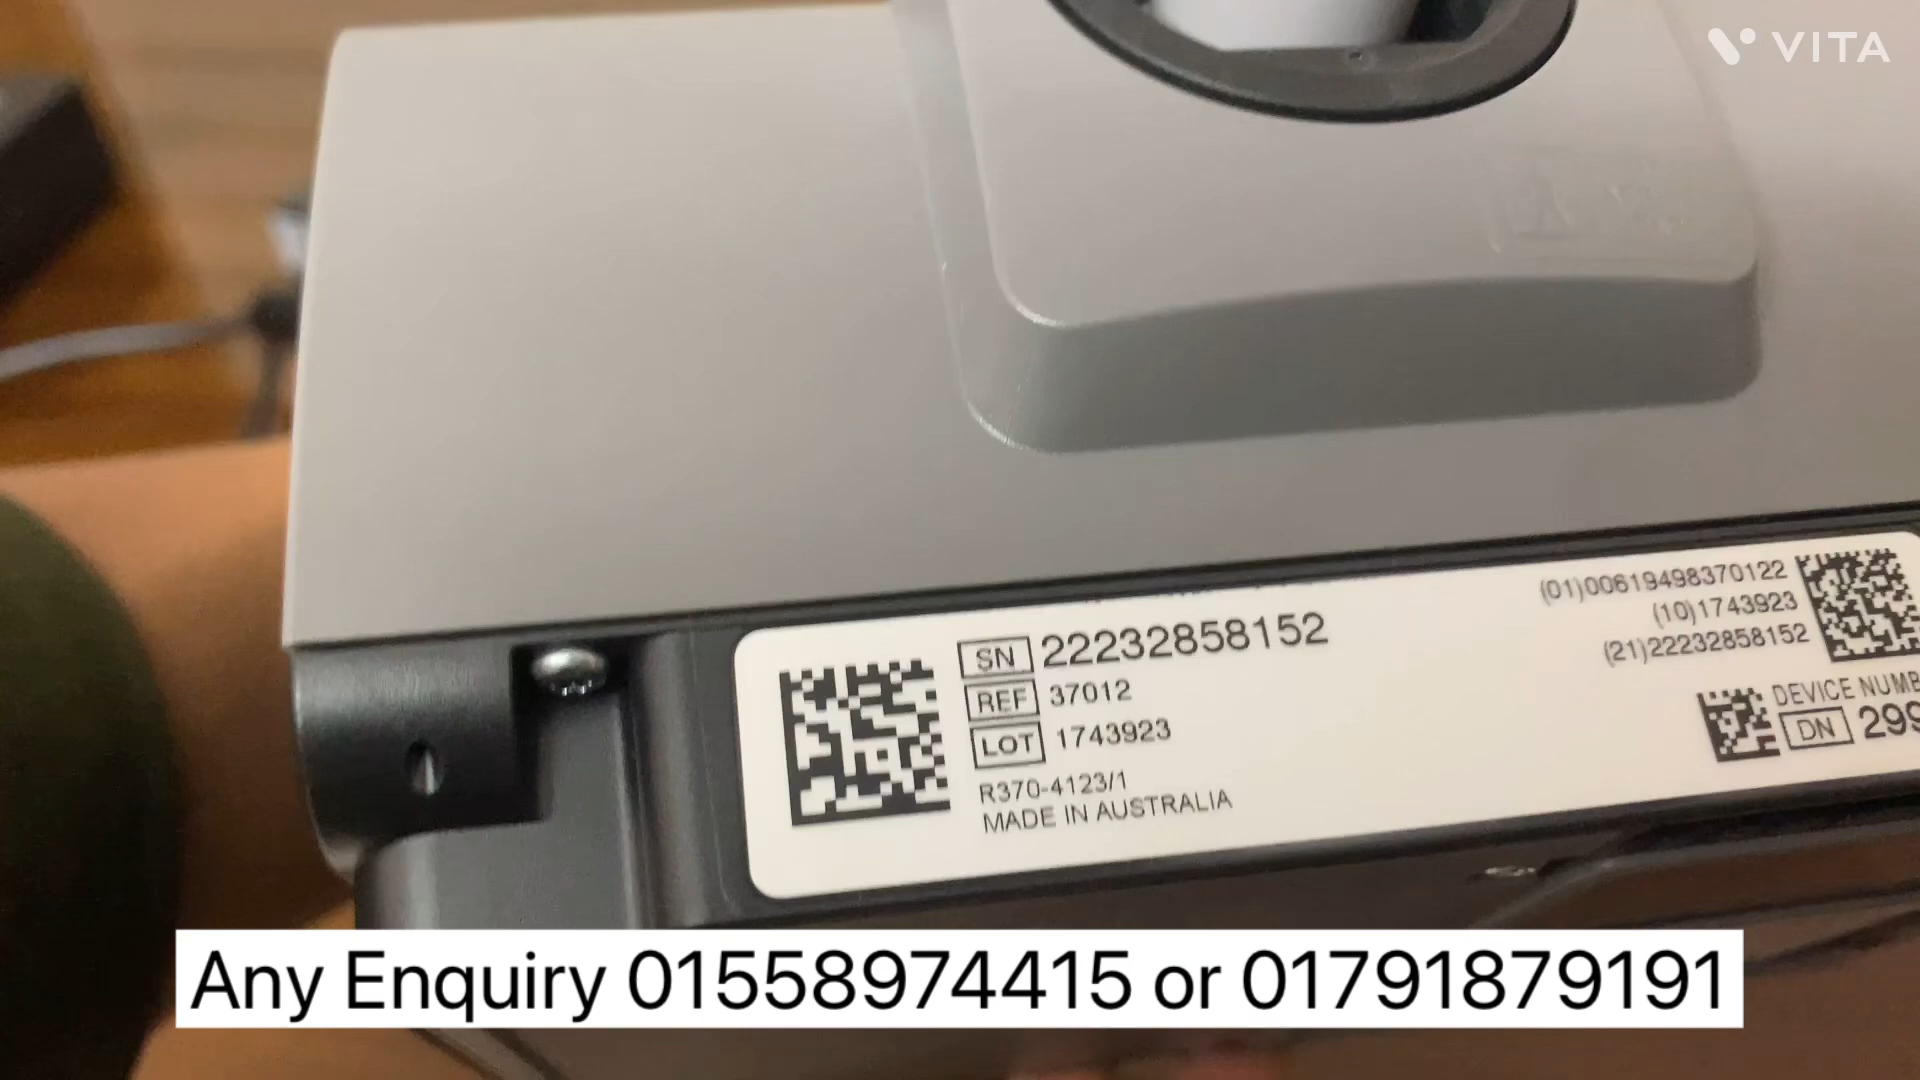 VITA
SN 22232858152
REF 37012
LOT 1743923
R370-4123/1
MADE IN AUSTRALIA
(01)00619498370122
(10)1743923
(21)22232858152
DEVICE NUMB
DN 299
Any Enquiry 01558974415 or 01791879191